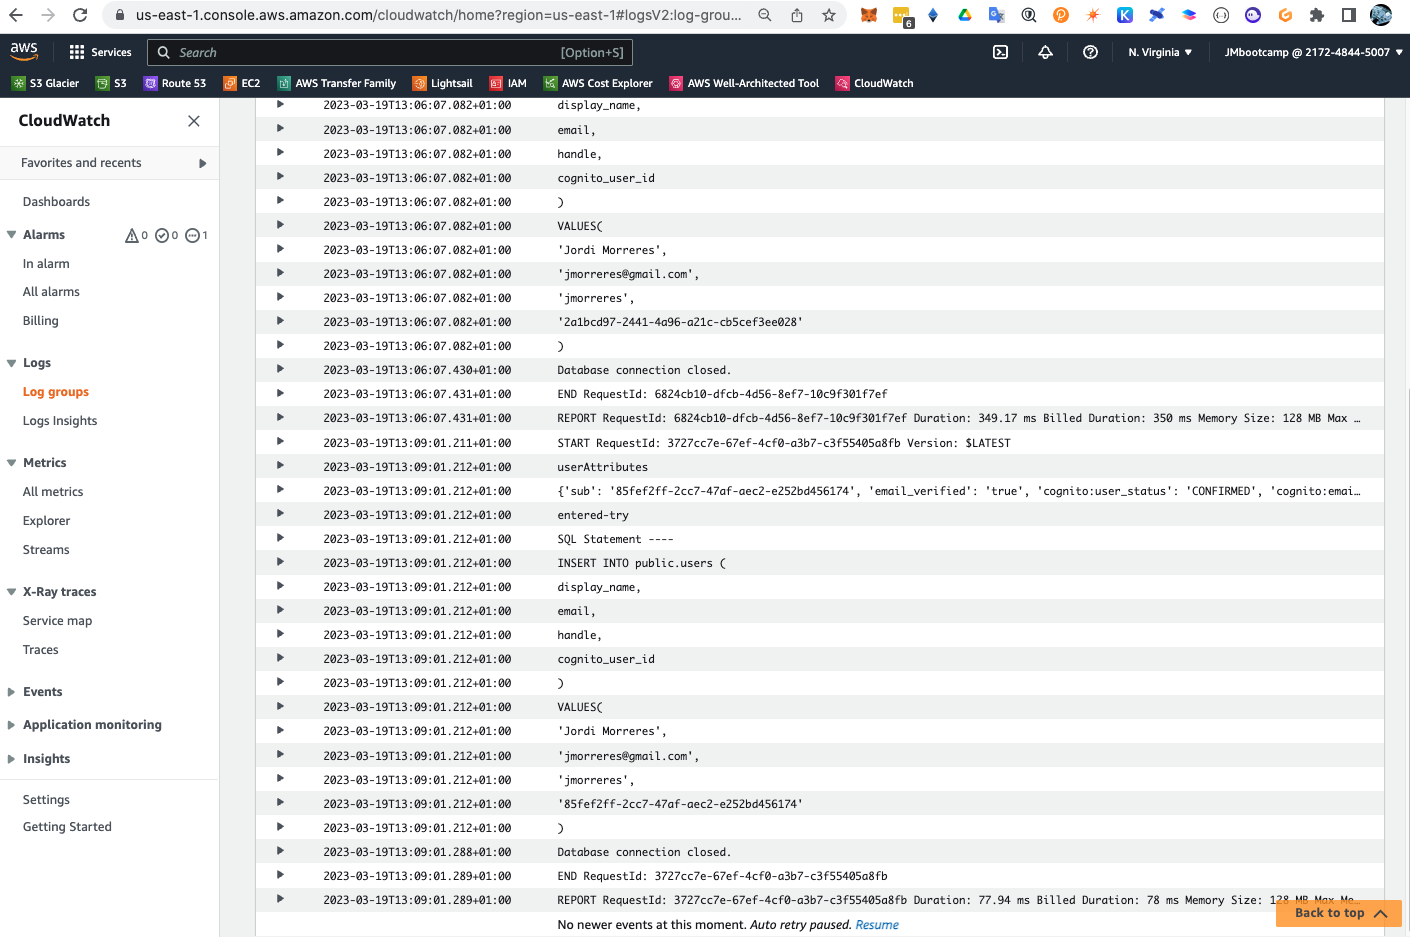 us-east-1.console.aws.amazon.com/cloudwatch/home?region=us-east-1#logsV2:log-grou...
6
aws
Services
Search
[Option+S]
N. Virginia
JMbootcamp @ 2172-4844-5007
S3 Glacier
S3
Route 53
EC2
AWS Transfer Family
Lightsail
IAM
AWS Cost Explorer
AWS Well-Architected Tool
CloudWatch
CloudWatch
Favorites and recents
Dashboards
Alarms 0 0 1
In alarm
All alarms
Billing
Logs
Log groups
Logs Insights
Metrics
All metrics
Explorer
Streams
X-Ray traces
Service map
Traces
Events
Application monitoring
Insights
Settings
Getting Started
2023-03-19T13:06:07.082+01:00 display_name,
2023-03-19T13:06:07.082+01:00 email,
2023-03-19T13:06:07.082+01:00 handle,
2023-03-19T13:06:07.082+01:00 cognito_user_id
2023-03-19T13:06:07.082+01:00 )
2023-03-19T13:06:07.082+01:00 VALUES(
2023-03-19T13:06:07.082+01:00 'Jordi Morreres',
2023-03-19T13:06:07.082+01:00 'jmorreres@gmail.com',
2023-03-19T13:06:07.082+01:00 'jmorreres',
2023-03-19T13:06:07.082+01:00 '2a1bcd97-2441-4a96-a21c-cb5cef3ee028'
2023-03-19T13:06:07.082+01:00 )
2023-03-19T13:06:07.430+01:00 Database connection closed.
2023-03-19T13:06:07.431+01:00 END RequestId: 6824cb10-dfcb-4d56-8ef7-10c9f301f7ef
2023-03-19T13:06:07.431+01:00 REPORT RequestId: 6824cb10-dfcb-4d56-8ef7-10c9f301f7ef Duration: 349.17 ms Billed Duration: 350 ms Memory Size: 128 MB Max …
2023-03-19T13:09:01.211+01:00 START RequestId: 3727cc7e-67ef-4cf0-a3b7-c3f55405a8fb Version: $LATEST
2023-03-19T13:09:01.212+01:00 userAttributes
2023-03-19T13:09:01.212+01:00 {'sub': '85fef2ff-2cc7-47af-aec2-e252bd456174', 'email_verified': 'true', 'cognito:user_status': 'CONFIRMED', 'cognito:emai…
2023-03-19T13:09:01.212+01:00 entered-try
2023-03-19T13:09:01.212+01:00 SQL Statement ----
2023-03-19T13:09:01.212+01:00 INSERT INTO public.users (
2023-03-19T13:09:01.212+01:00 display_name,
2023-03-19T13:09:01.212+01:00 email,
2023-03-19T13:09:01.212+01:00 handle,
2023-03-19T13:09:01.212+01:00 cognito_user_id
2023-03-19T13:09:01.212+01:00 )
2023-03-19T13:09:01.212+01:00 VALUES(
2023-03-19T13:09:01.212+01:00 'Jordi Morreres',
2023-03-19T13:09:01.212+01:00 'jmorreres@gmail.com',
2023-03-19T13:09:01.212+01:00 'jmorreres',
2023-03-19T13:09:01.212+01:00 '85fef2ff-2cc7-47af-aec2-e252bd456174'
2023-03-19T13:09:01.212+01:00 )
2023-03-19T13:09:01.288+01:00 Database connection closed.
2023-03-19T13:09:01.289+01:00 END RequestId: 3727cc7e-67ef-4cf0-a3b7-c3f55405a8fb
2023-03-19T13:09:01.289+01:00 REPORT RequestId: 3727cc7e-67ef-4cf0-a3b7-c3f55405a8fb Duration: 77.94 ms Billed Duration: 78 ms Memory Size: 128 MB Max Me…
No newer events at this moment. Auto retry paused. Resume
Back to top